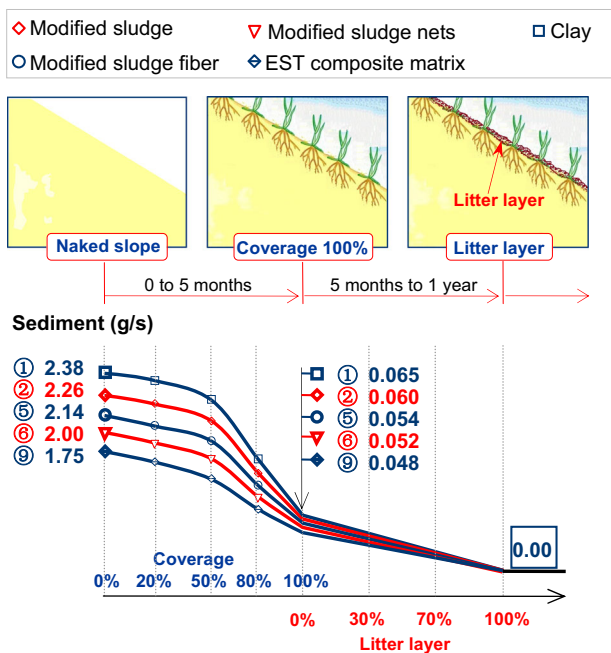 Modified sludge Modified sludge nets Clay
Modified sludge fiber EST composite matrix
Litter layer
Naked slope Coverage 100% Litter layer
0 to 5 months 5 months to 1 year
Sediment (g/s)
① 2.38 ① 0.065
② 2.26 ② 0.060
⑤ 2.14 ⑤ 0.054
⑥ 2.00 ⑥ 0.052
⑨ 1.75 ⑨ 0.048
0.00
Coverage
0% 20% 50% 80% 100%
0% 30% 70% 100%
Litter layer